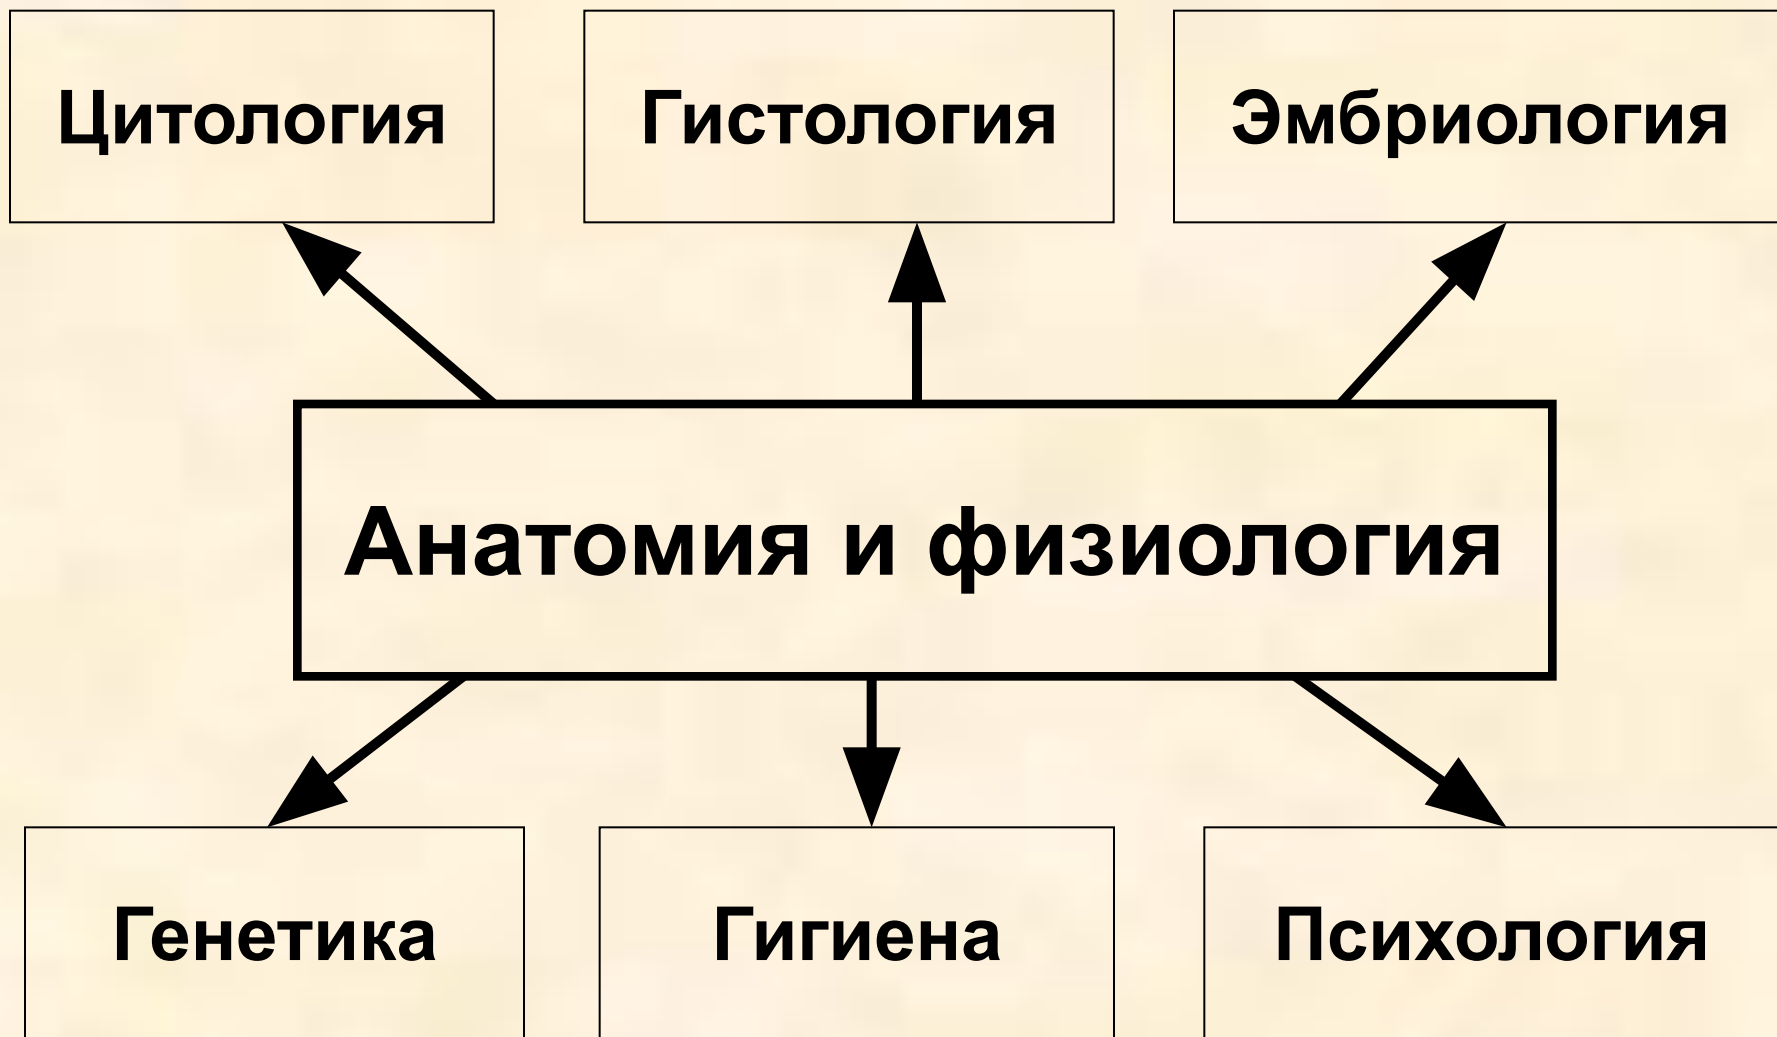 Цитология
Гистология
Эмбриология
Анатомия и физиология
Генетика
Гигиена
Психология